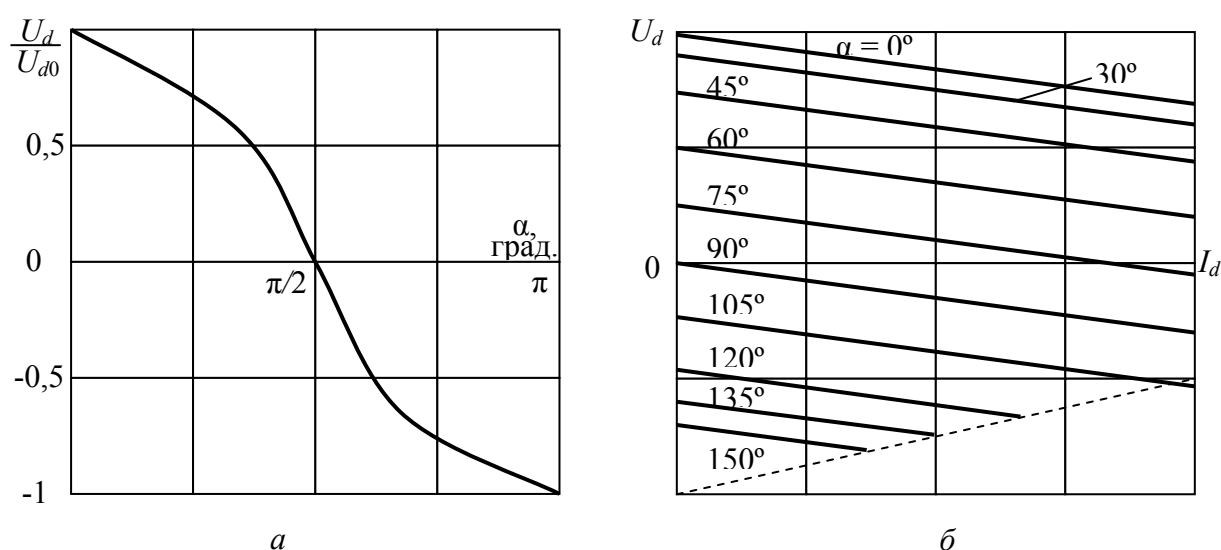 U_d
U_d0
0,5
0
-0,5
-1
π/2
α,
град.
π
а
U_d
0
α = 0º
30º
45º
60º
75º
90º
105º
120º
135º
150º
I_d
б